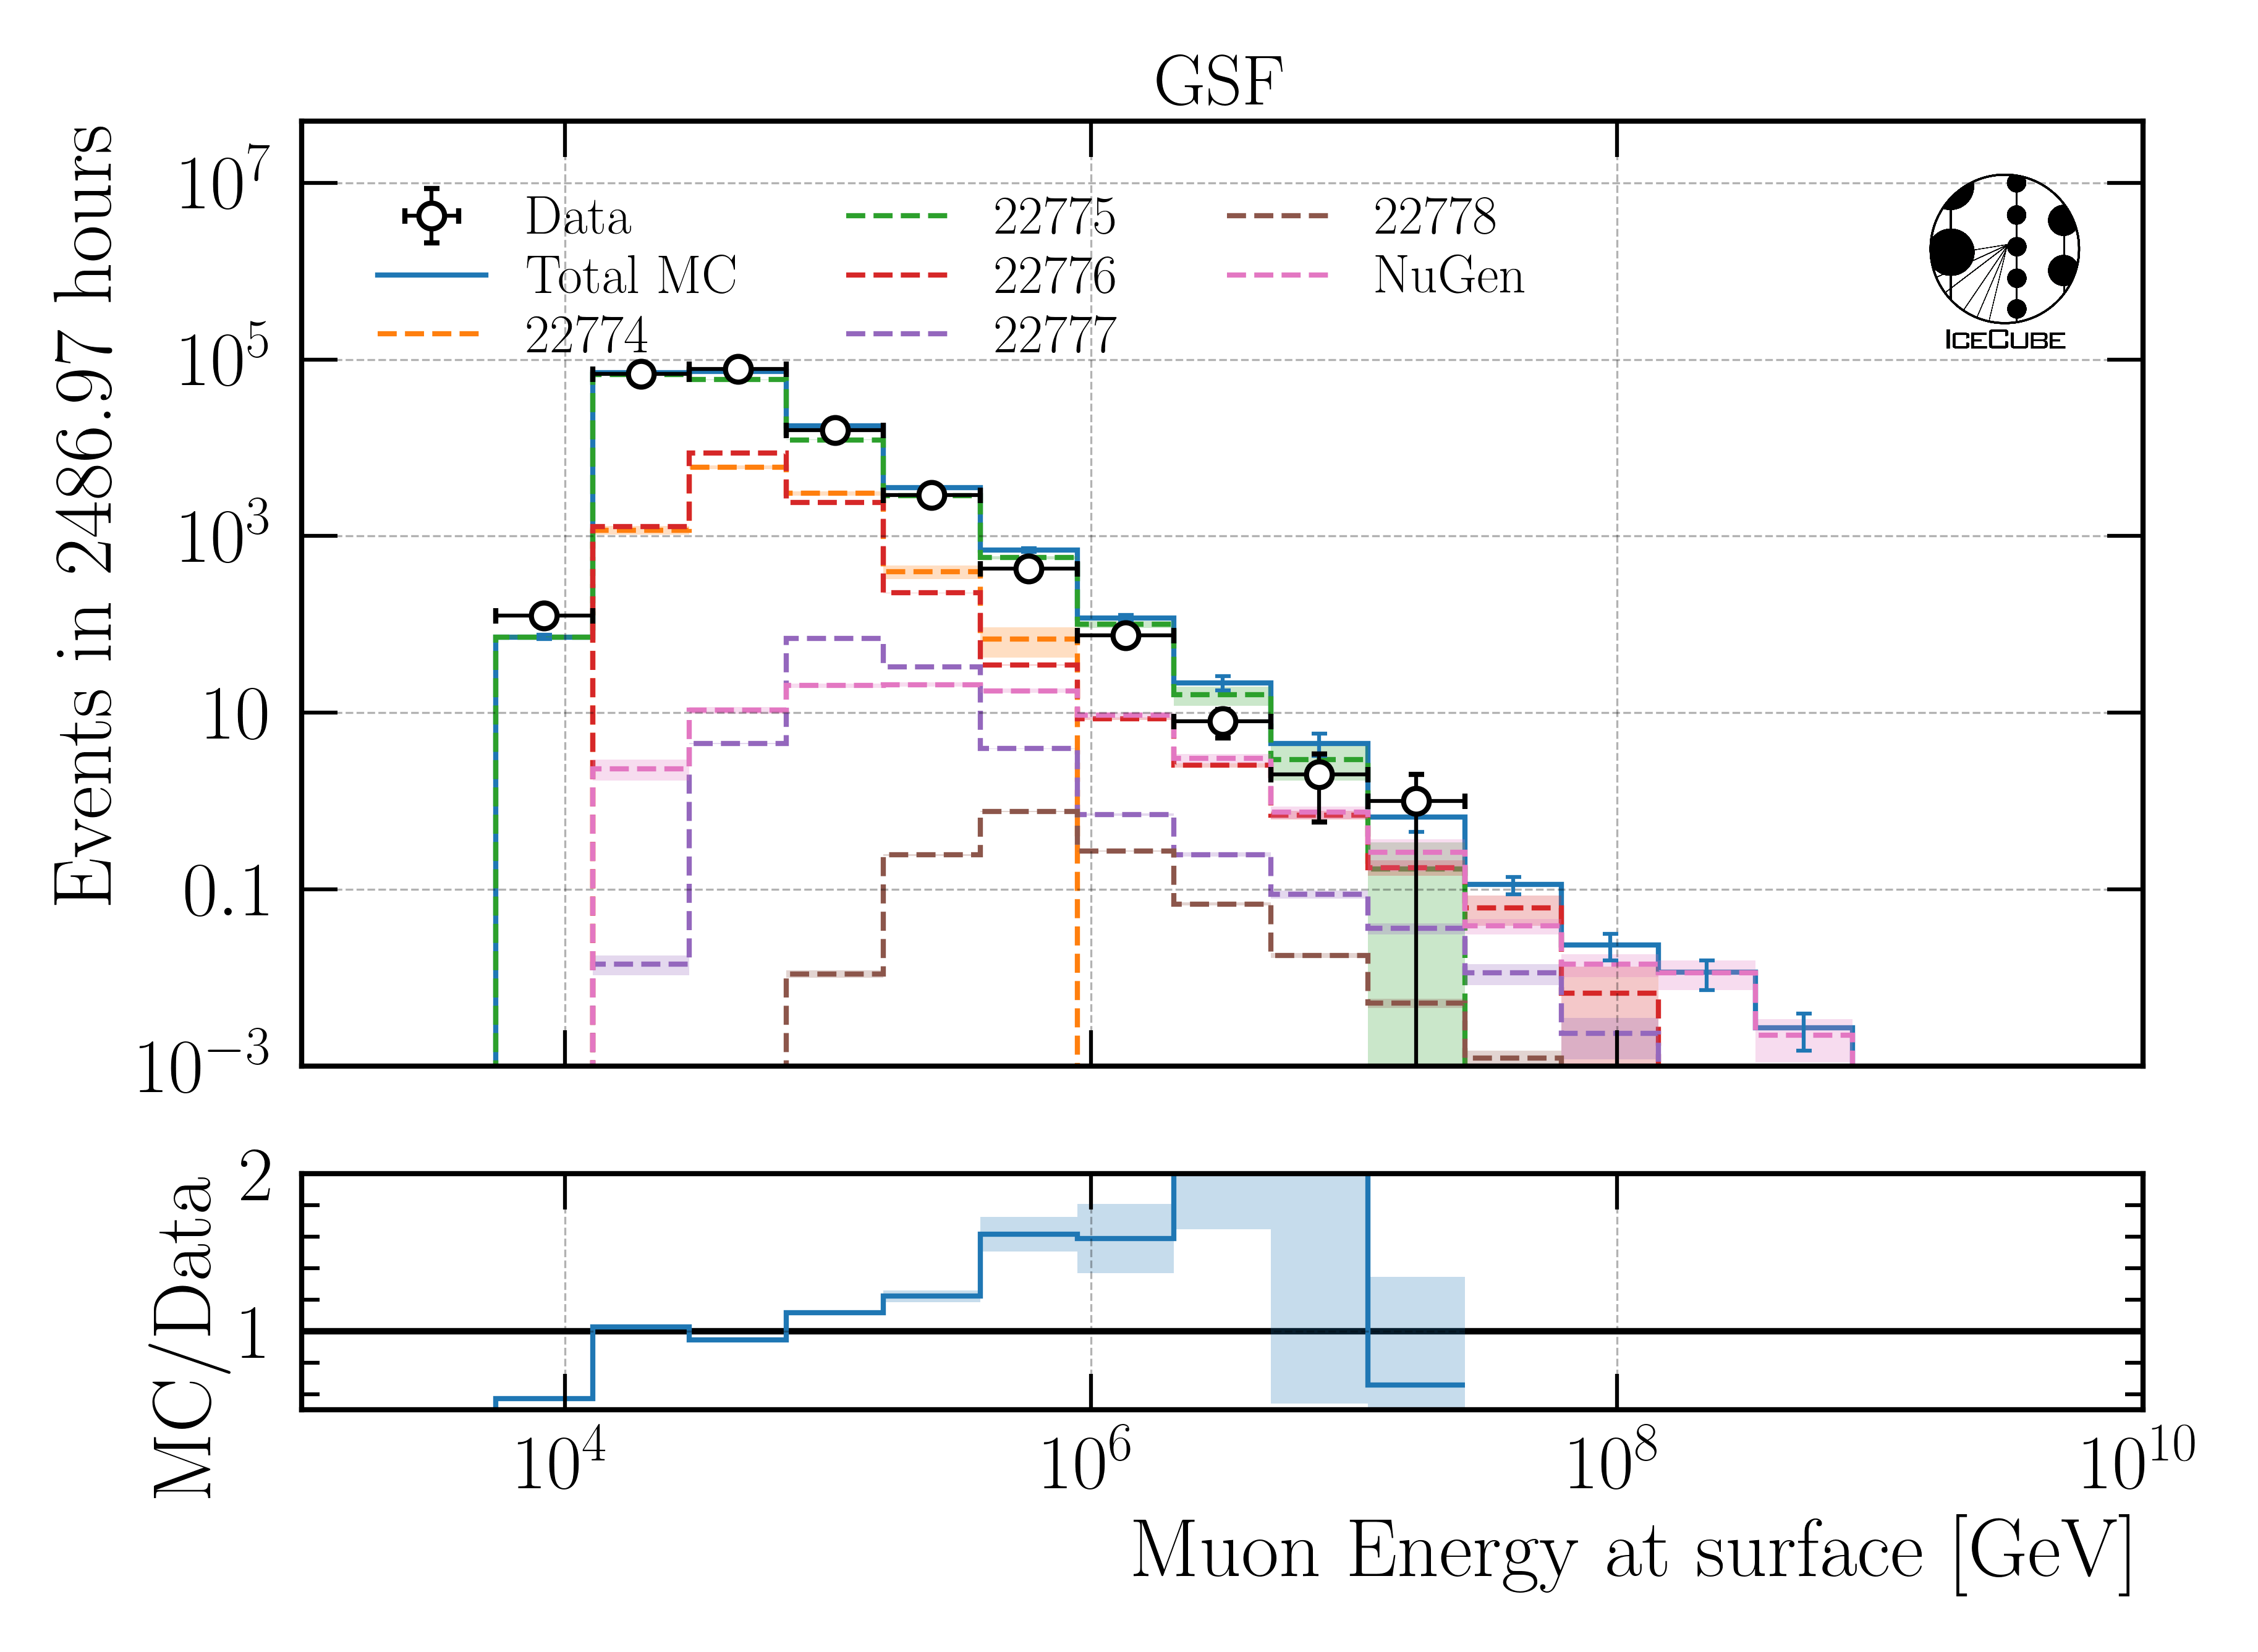 GSF
Events in 2486.97 hours
10^7
10^5
10^3
10
0.1
10^−3
Data
Total MC
22774
22775
22776
22777
22778
NuGen
ICECUBE
MC/Data
2
1
10^4
10^6
10^8
10^10
Muon Energy at surface [GeV]